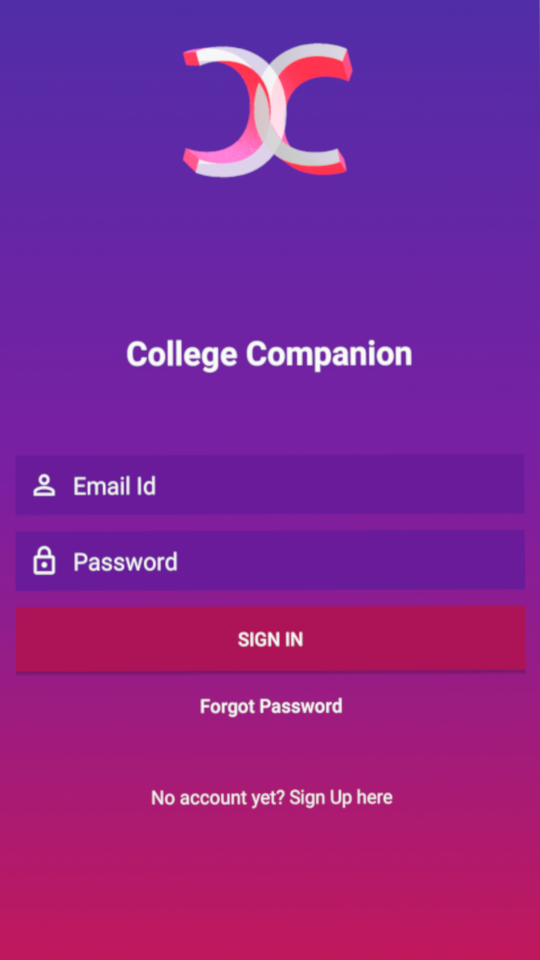 College Companion
Email Id
Password
SIGN IN
Forgot Password
No account yet? Sign Up here